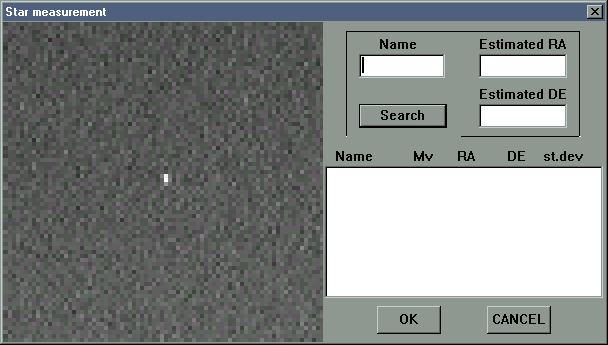 Star measurement
Name Estimated RA
Estimated DE
Search
Name Mv RA DE st.dev
OK CANCEL